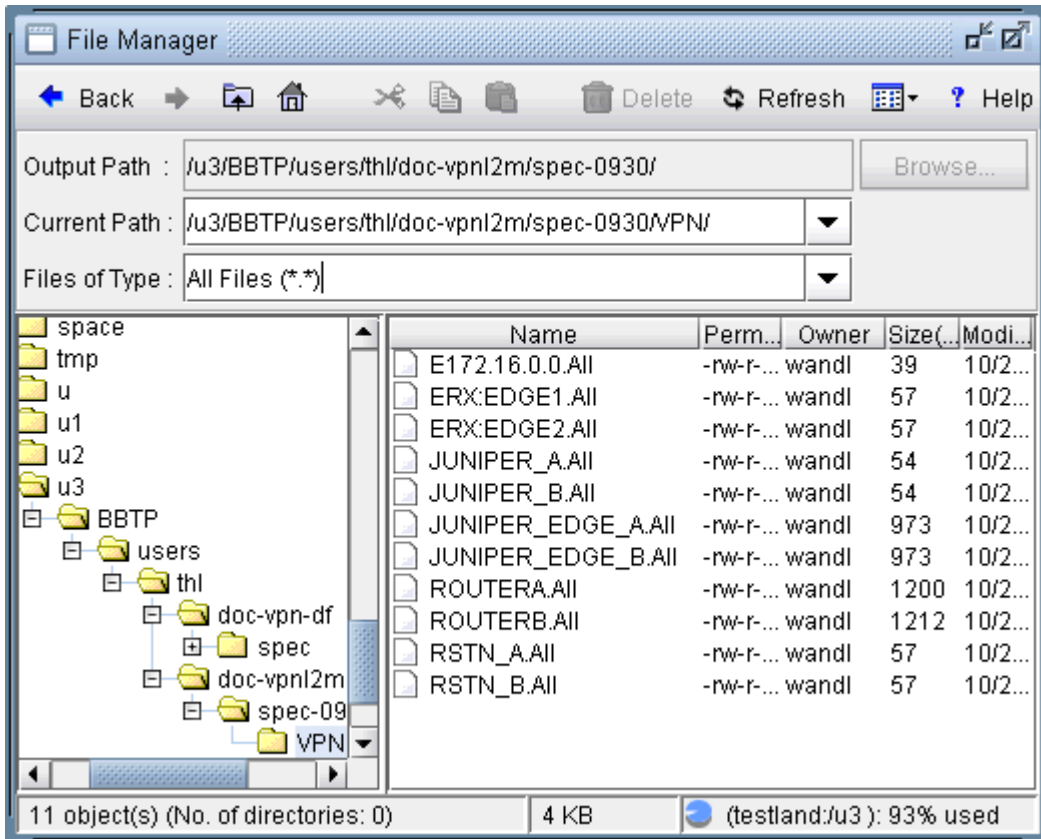 File Manager
Back Delete Refresh ? Help
Output Path : /u3/BBTP/users/thl/doc-vpnl2m/spec-0930/ Browse...
Current Path : /u3/BBTP/users/thl/doc-vpnl2m/spec-0930/VPN/
Files of Type : All Files (*.*)
space
tmp
u
u1
u2
u3
BBTP
users
thl
doc-vpn-df
spec
doc-vpnl2m
spec-09
VPN
Name Perm... Owner Size(... Modi...
E172.16.0.0.All -rw-r-... wandl 39 10/2...
ERX:EDGE1.All -rw-r-... wandl 57 10/2...
ERX:EDGE2.All -rw-r-... wandl 57 10/2...
JUNIPER_A.All -rw-r-... wandl 54 10/2...
JUNIPER_B.All -rw-r-... wandl 54 10/2...
JUNIPER_EDGE_A.All -rw-r-... wandl 973 10/2...
JUNIPER_EDGE_B.All -rw-r-... wandl 973 10/2...
ROUTERA.All -rw-r-... wandl 1200 10/2...
ROUTERB.All -rw-r-... wandl 1212 10/2...
RSTN_A.All -rw-r-... wandl 57 10/2...
RSTN_B.All -rw-r-... wandl 57 10/2...
11 object(s) (No. of directories: 0) 4 KB (testland:/u3 ): 93% used